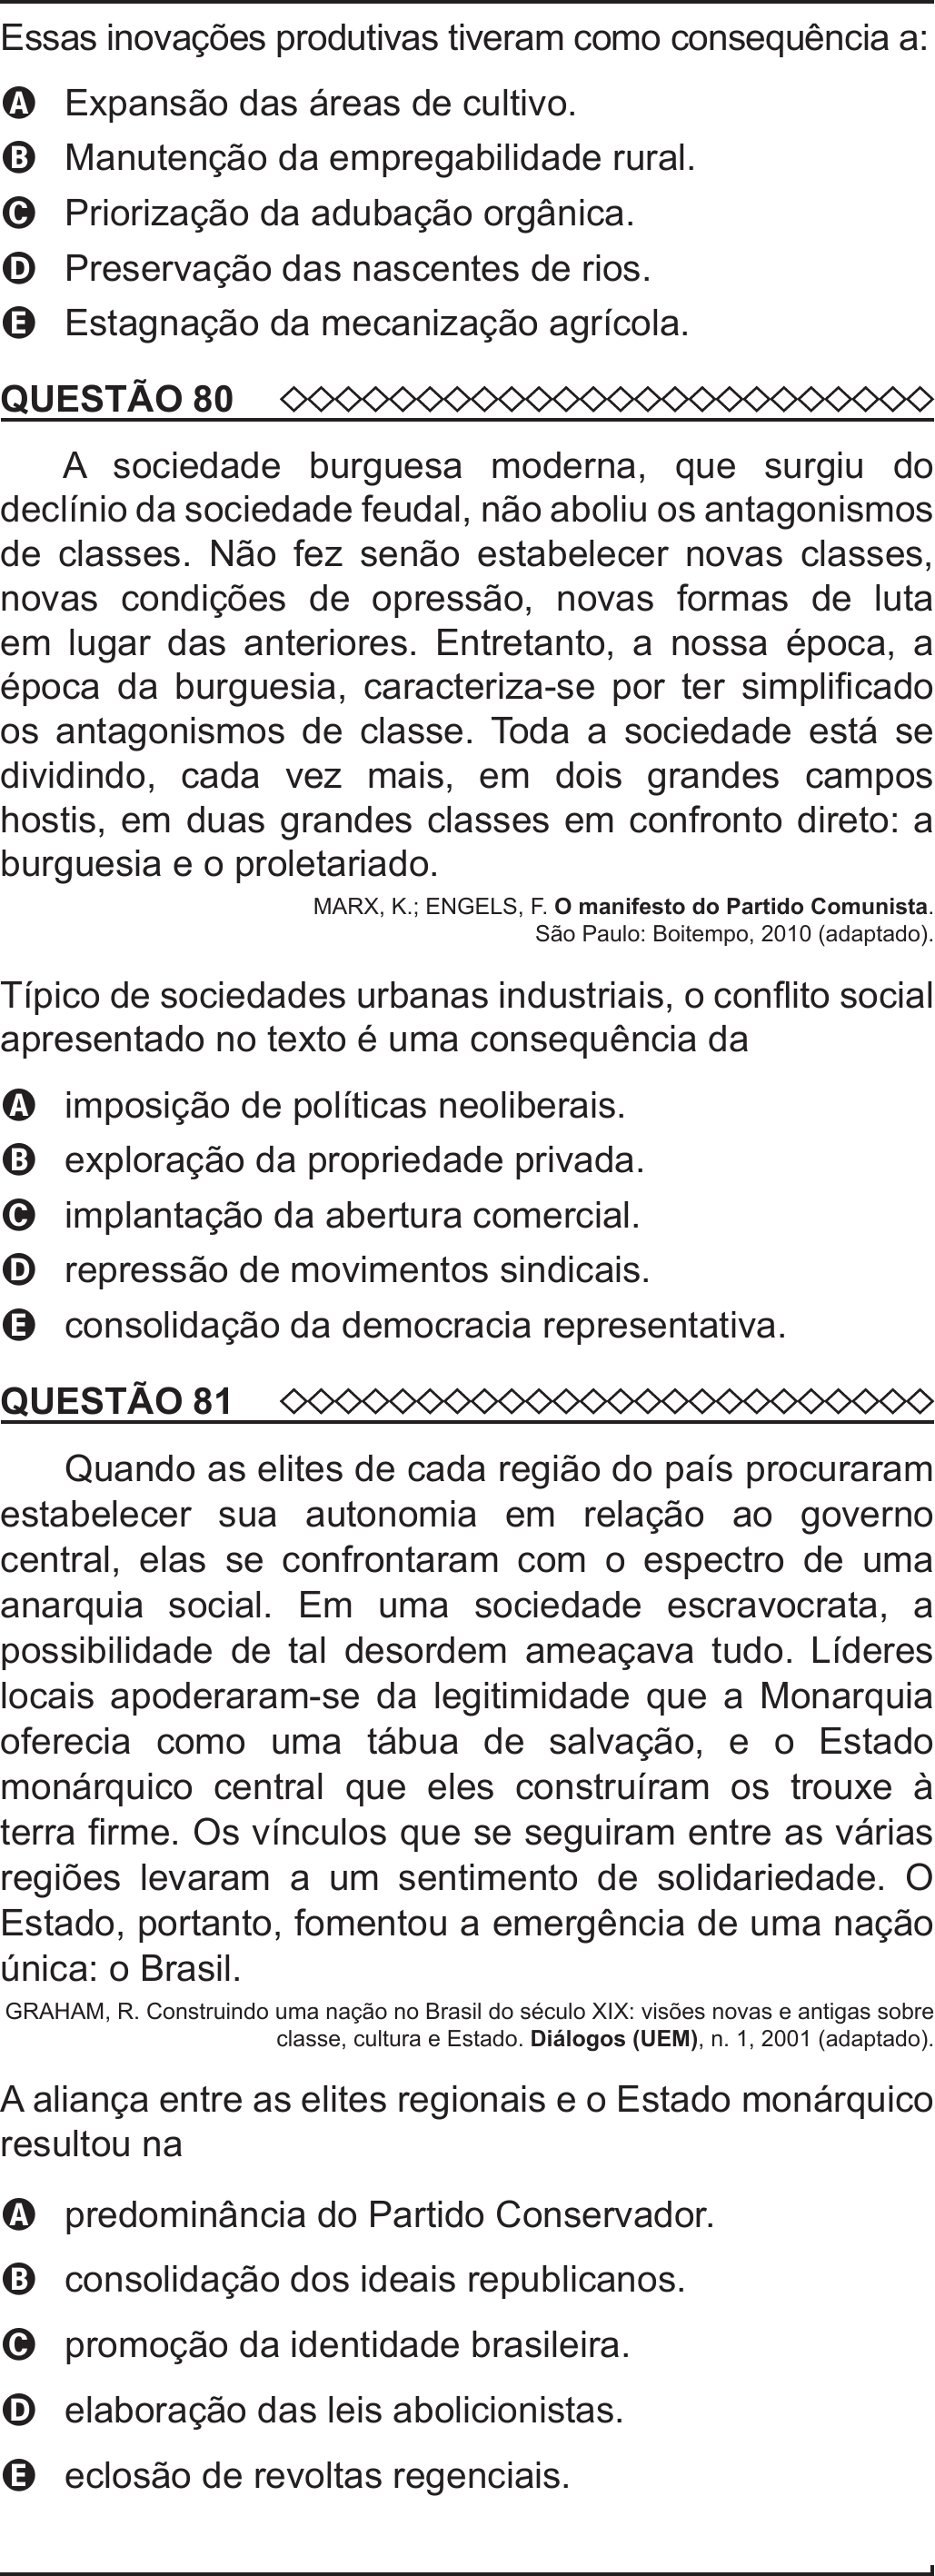 Essas inovações produtivas tiveram como consequência a:
A Expansão das áreas de cultivo.
B Manutenção da empregabilidade rural.
C Priorização da adubação orgânica.
D Preservação das nascentes de rios.
E Estagnação da mecanização agrícola.
QUESTÃO 80
A sociedade burguesa moderna, que surgiu do
declínio da sociedade feudal, não aboliu os antagonismos
de classes. Não fez senão estabelecer novas classes,
novas condições de opressão, novas formas de luta
em lugar das anteriores. Entretanto, a nossa época, a
época da burguesia, caracteriza-se por ter simplificado
os antagonismos de classe. Toda a sociedade está se
dividindo, cada vez mais, em dois grandes campos
hostis, em duas grandes classes em confronto direto: a
burguesia e o proletariado.
MARX, K.; ENGELS, F. O manifesto do Partido Comunista.
São Paulo: Boitempo, 2010 (adaptado).
Típico de sociedades urbanas industriais, o conflito social
apresentado no texto é uma consequência da
A imposição de políticas neoliberais.
B exploração da propriedade privada.
C implantação da abertura comercial.
D repressão de movimentos sindicais.
E consolidação da democracia representativa.
QUESTÃO 81
Quando as elites de cada região do país procuraram
estabelecer sua autonomia em relação ao governo
central, elas se confrontaram com o espectro de uma
anarquia social. Em uma sociedade escravocrata, a
possibilidade de tal desordem ameaçava tudo. Líderes
locais apoderaram-se da legitimidade que a Monarquia
oferecia como uma tábua de salvação, e o Estado
monárquico central que eles construíram os trouxe à
terra firme. Os vínculos que se seguiram entre as várias
regiões levaram a um sentimento de solidariedade. O
Estado, portanto, fomentou a emergência de uma nação
única: o Brasil.
GRAHAM, R. Construindo uma nação no Brasil do século XIX: visões novas e antigas sobre
classe, cultura e Estado. Diálogos (UEM), n. 1, 2001 (adaptado).
A aliança entre as elites regionais e o Estado monárquico
resultou na
A predominância do Partido Conservador.
B consolidação dos ideais republicanos.
C promoção da identidade brasileira.
D elaboração das leis abolicionistas.
E eclosão de revoltas regenciais.